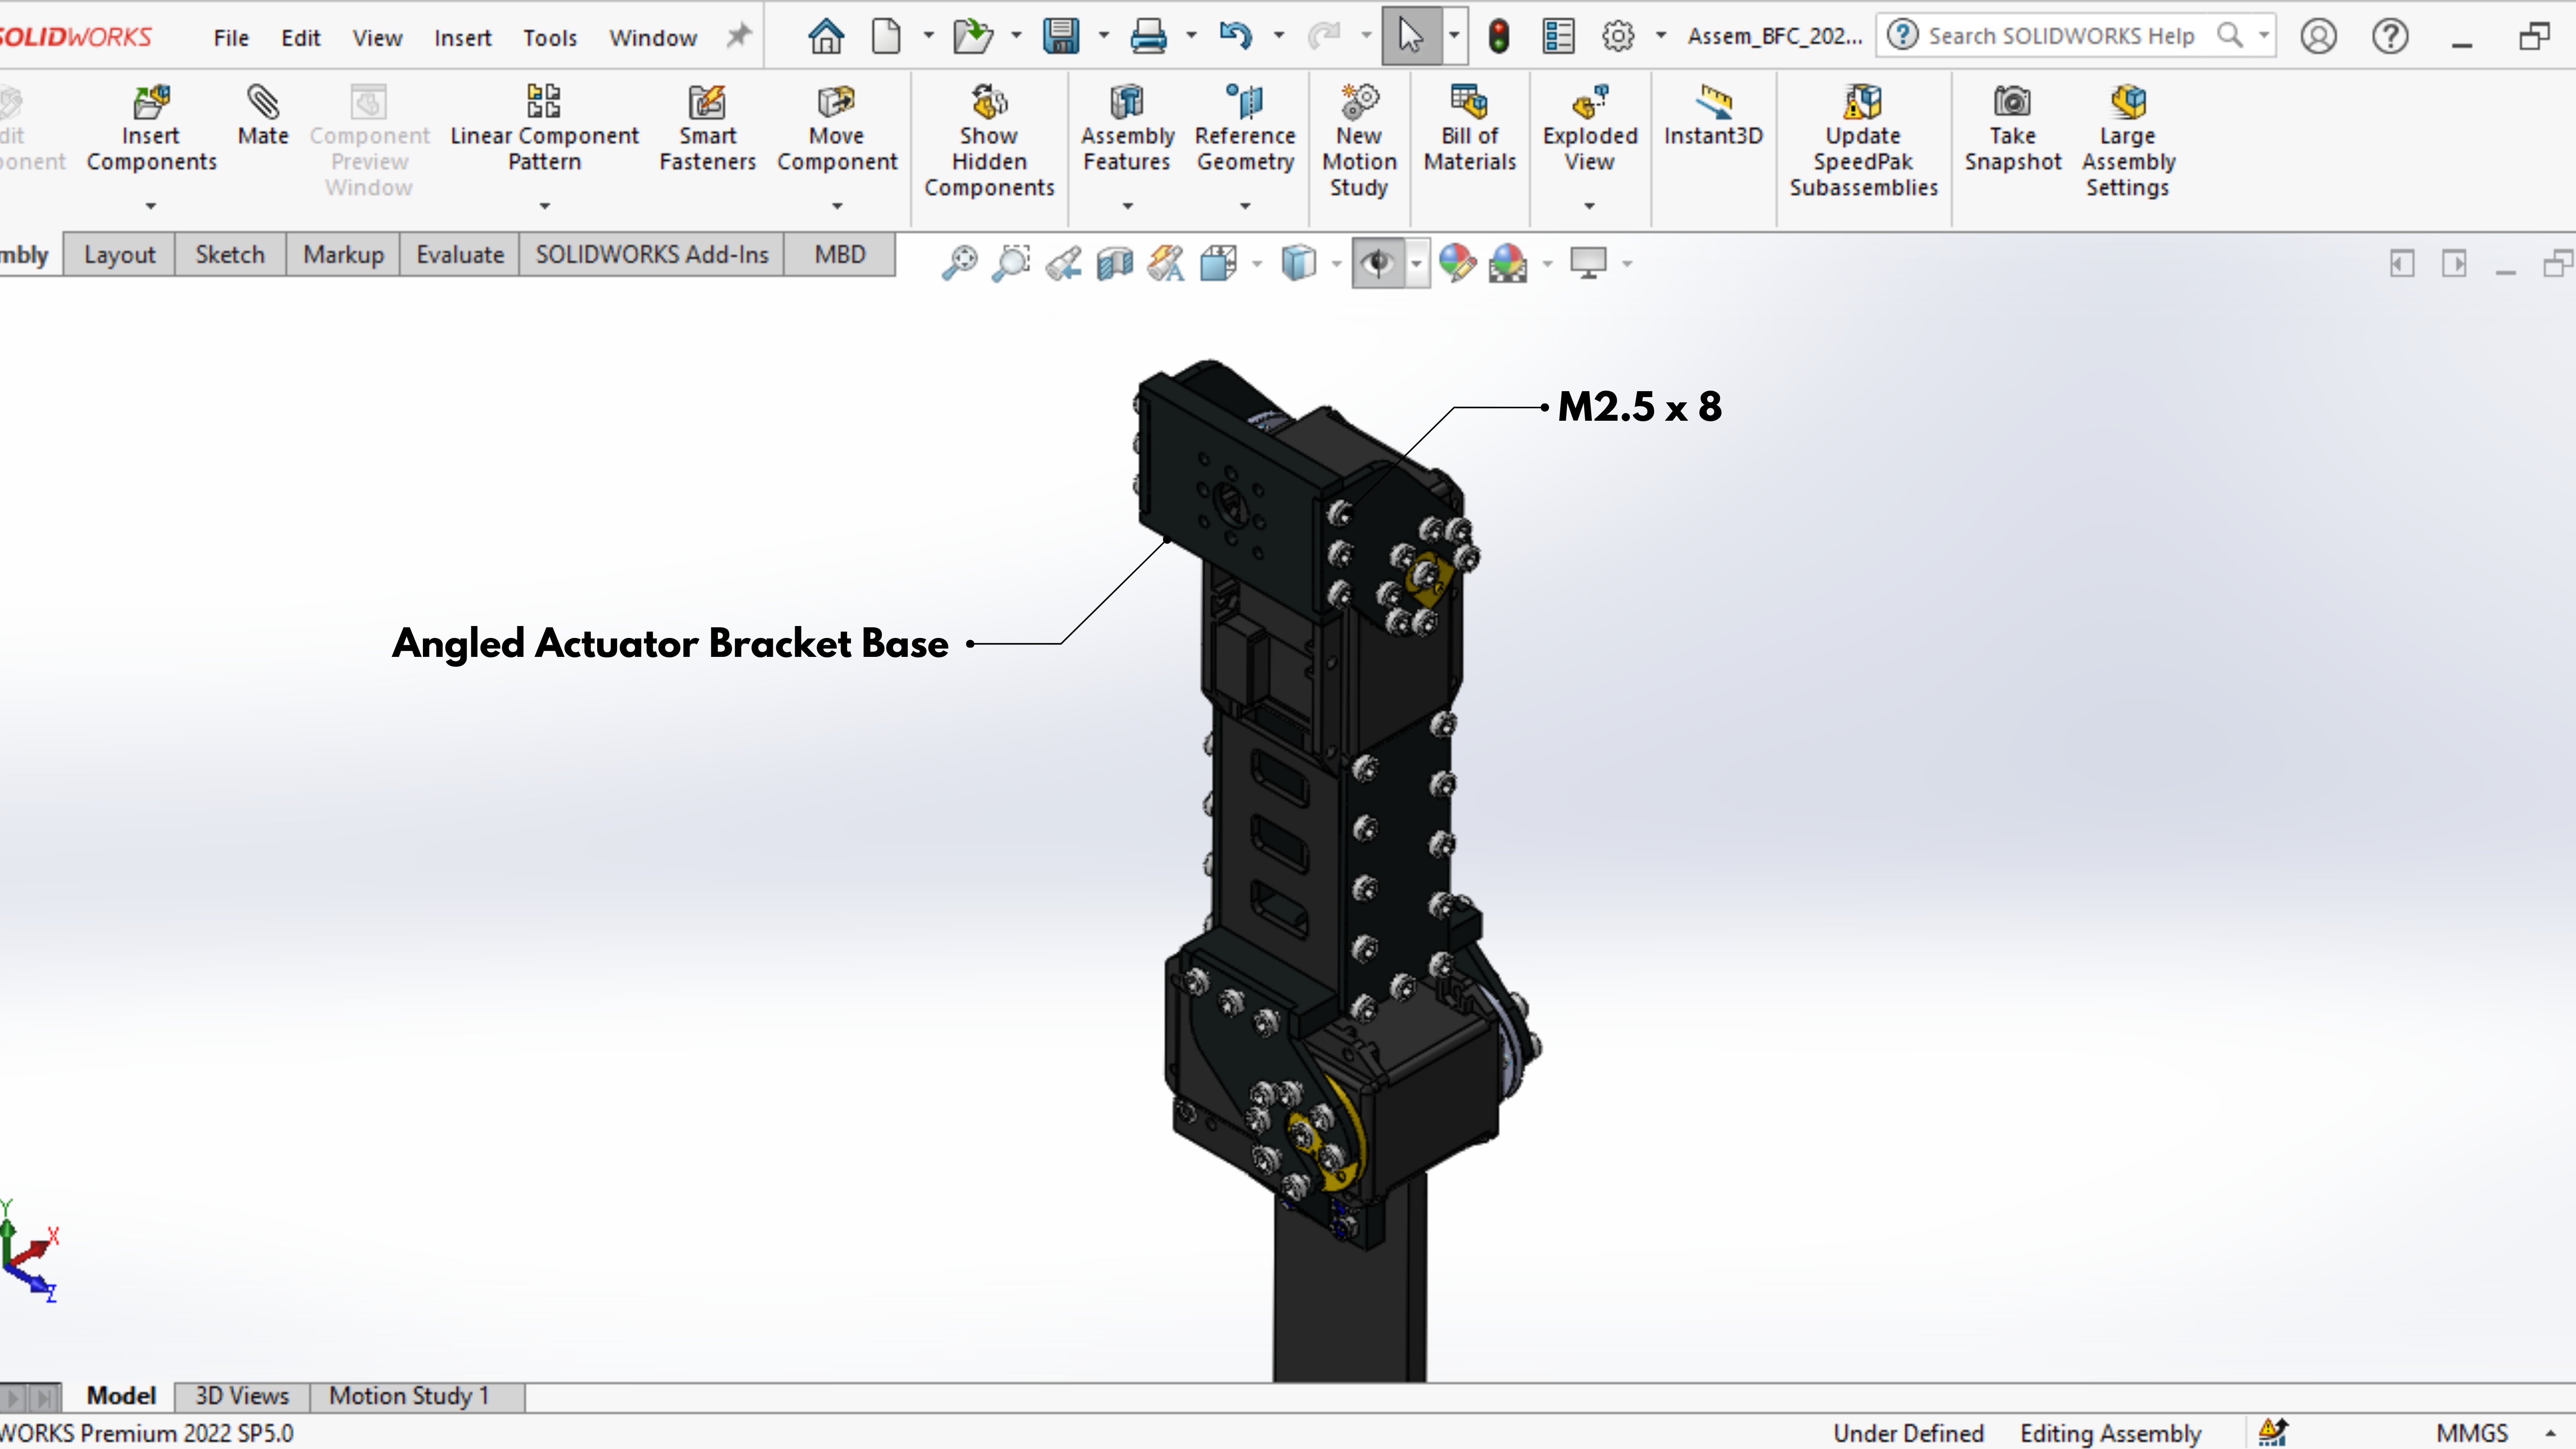 SOLIDWORKS File Edit View Insert Tools Window Assem_BFC_202... Search SOLIDWORKS Help
dit
ponent
Insert
Components
Mate
Component
Preview
Window
Linear Component
Pattern
Smart
Fasteners
Move
Component
Show
Hidden
Components
Assembly
Features
Reference
Geometry
New
Motion
Study
Bill of
Materials
Exploded
View
Instant3D
Update
SpeedPak
Subassemblies
Take
Snapshot
Large
Assembly
Settings
mbly Layout Sketch Markup Evaluate SOLIDWORKS Add-Ins MBD
M2.5 x 8
Angled Actuator Bracket Base
Y
X
Z
Model 3D Views Motion Study 1
WORKS Premium 2022 SP5.0 Under Defined Editing Assembly MMGS